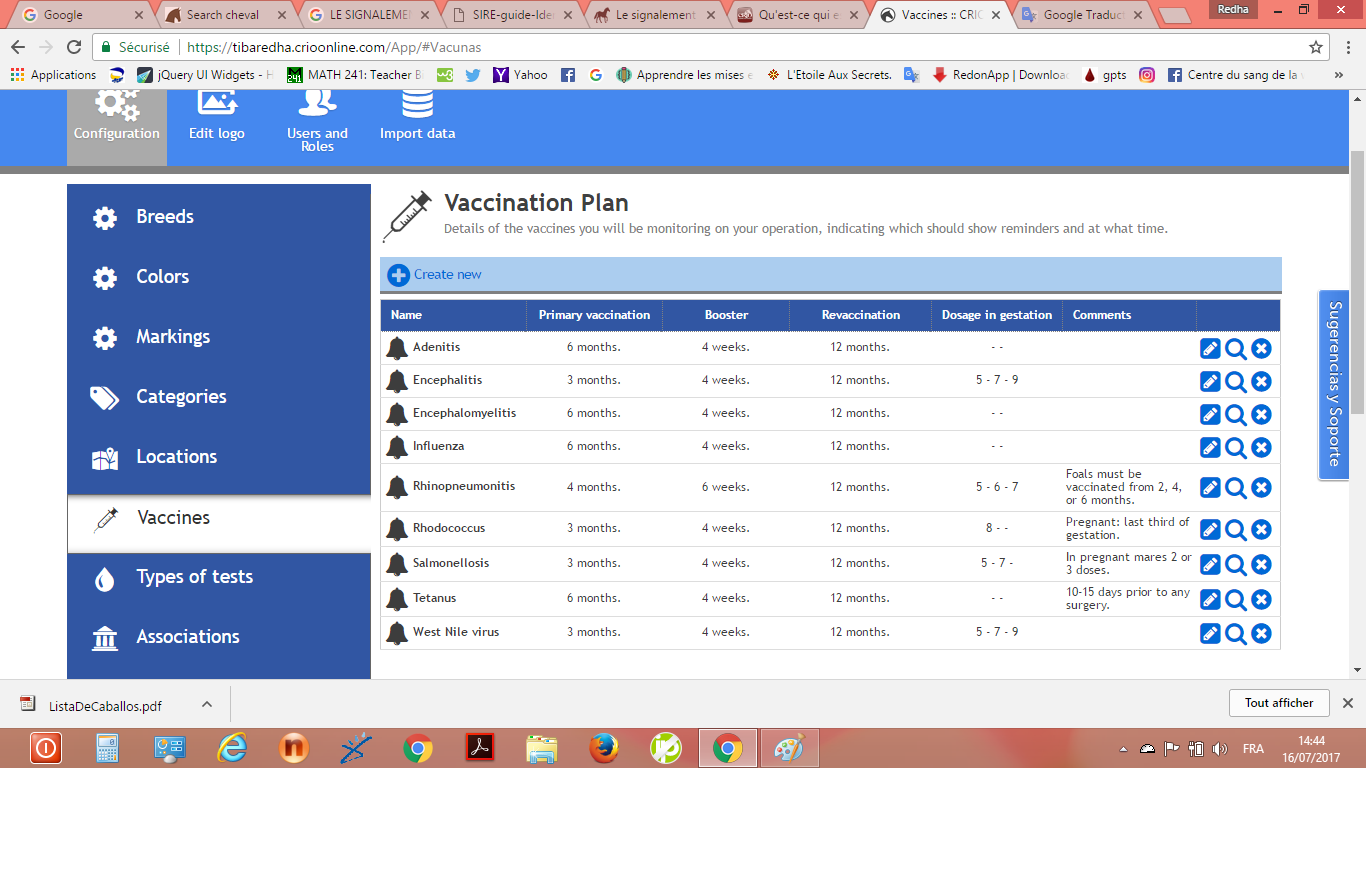 Google
Search cheval
LE SIGNALEME
SIRE-guide-Ide
Le signalement
Qu'est-ce qui e
Vaccines :: CRIO
Google Traduct
Redha
Sécurisé
https://tibaredha.crioonline.com/App/#Vacunas
Applications
jQuery UI Widgets - H
MATH 241: Teacher B
Yahoo
Apprendre les mises e
L'Etoile Aux Secrets.
RedonApp | Download
gpts
Centre du sang de la
»
Configuration
Edit logo
Users and
Roles
Import data
Breeds
Colors
Markings
Categories
Locations
Vaccines
Types of tests
Associations
Vaccination Plan
Details of the vaccines you will be monitoring on your operation, indicating which should show reminders and at what time.
Create new
Name Primary vaccination Booster Revaccination Dosage in gestation Comments
Adenitis 6 months. 4 weeks. 12 months. - -
Encephalitis 3 months. 4 weeks. 12 months. 5 - 7 - 9
Encephalomyelitis 6 months. 4 weeks. 12 months. - -
Influenza 6 months. 4 weeks. 12 months. - -
Rhinopneumonitis 4 months. 6 weeks. 12 months. 5 - 6 - 7 Foals must be
vaccinated from 2, 4,
or 6 months.
Rhodococcus 3 months. 4 weeks. 12 months. 8 - - Pregnant: last third of
gestation.
Salmonellosis 3 months. 4 weeks. 12 months. 5 - 7 - In pregnant mares 2 or
3 doses.
Tetanus 6 months. 4 weeks. 12 months. - - 10-15 days prior to any
surgery.
West Nile virus 3 months. 4 weeks. 12 months. 5 - 7 - 9
Sugerencias y Soporte
ListaDeCaballos.pdf
Tout afficher
FRA
14:44
16/07/2017